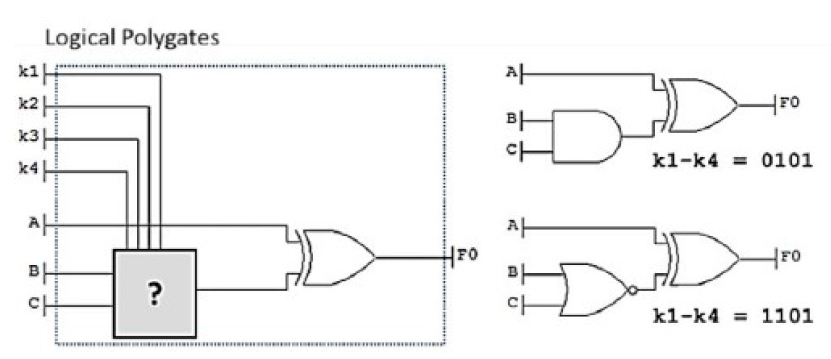 Logical Polygates
k1
k2
k3
k4
A
B
C
?
F0
A
B
C
F0
k1-k4 = 0101
A
B
C
F0
k1-k4 = 1101